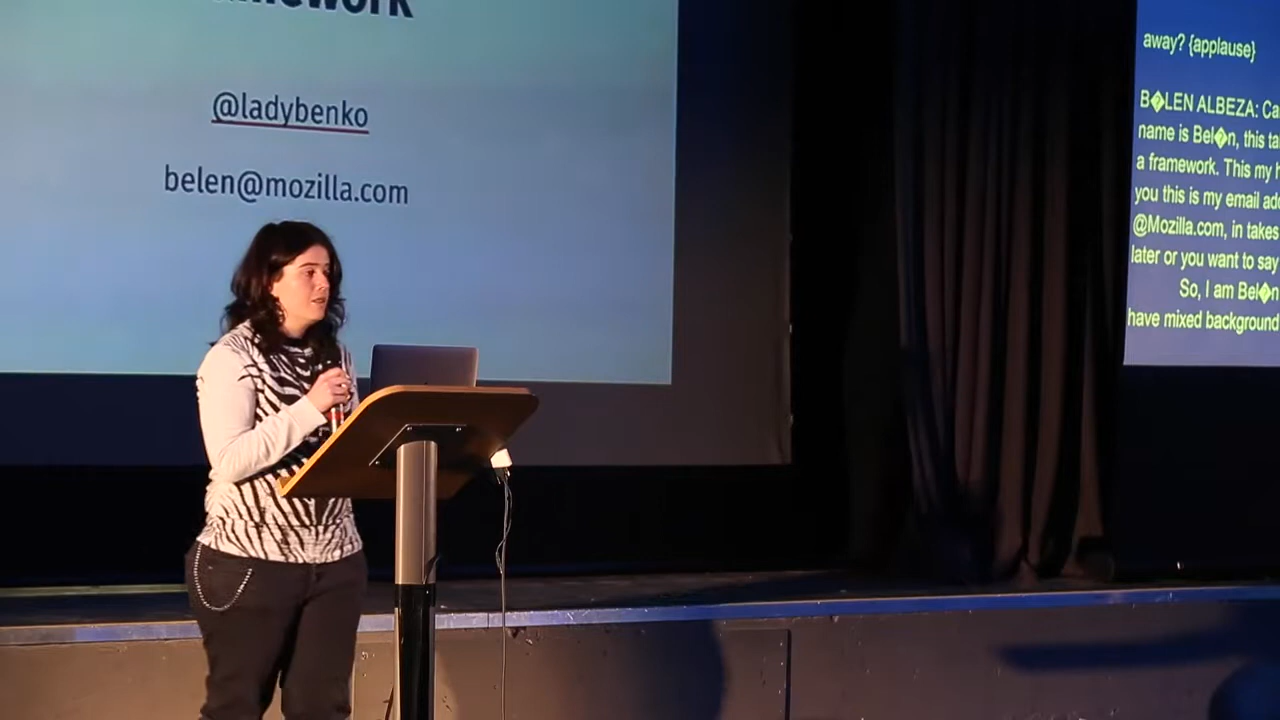 @ladybenko
belen@mozilla.com
away? {applause}
B�LEN ALBEZA: Ca
name is Bel�n, this ta
a framework. This my h
you this is my email add
@Mozilla.com, in takes
later or you want to say
So, I am Bel�n
have mixed background